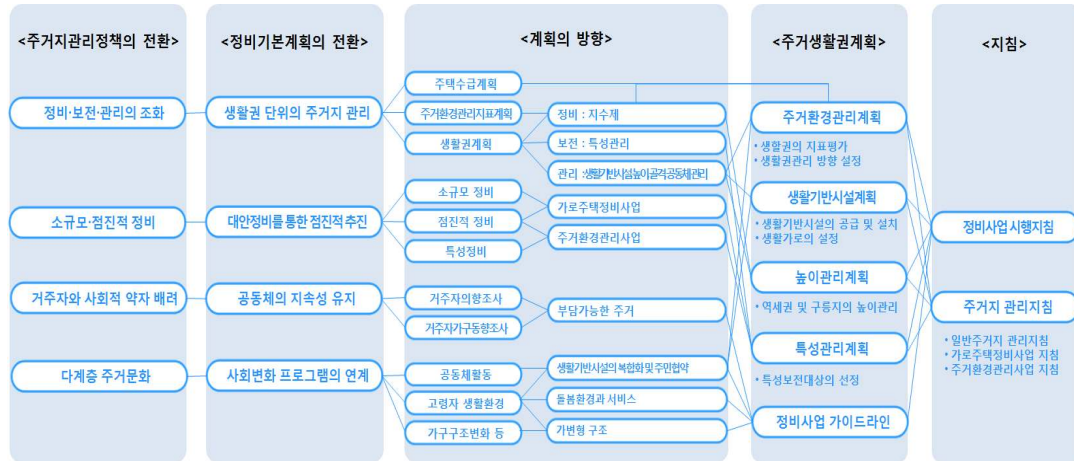 <주거지관리정책의 전환>
정비·보전·관리의 조화
소규모·점진적 정비
거주자와 사회적 약자 배려
다계층 주거문화
<정비기본계획의 전환>
생활권 단위의 주거지 관리
대안정비를 통한 점진적 추진
공동체의 지속성 유지
사회변화 프로그램의 연계
<계획의 방향>
주택수급계획
주거환경관리지표계획
생활권계획
정비 : 지수제
보전 : 특성관리
관리 : 생활기반시설높이골격공동체관리
소규모 정비
점진적 정비
특성정비
가로주택정비사업
주거환경관리사업
거주자의향조사
거주자가구동향조사
부담가능한 주거
공동체활동
고령자 생활환경
가구구조변화 등
생활기반시설의 복합화 및 주민협약
돌봄환경과 서비스
가변형 구조
<주거생활권계획>
주거환경관리계획
• 생활권의 지표평가
• 생활권관리 방향 설정
생활기반시설계획
• 생활기반시설의 공급 및 설치
• 생활가로의 설정
높이관리계획
• 역세권 및 구릉지의 높이관리
특성관리계획
• 특성보전대상의 선정
정비사업 가이드라인
<지침>
정비사업 시행지침
주거지 관리지침
• 일반주거지 관리지침
• 가로주택정비사업 지침
• 주거환경관리사업 지침